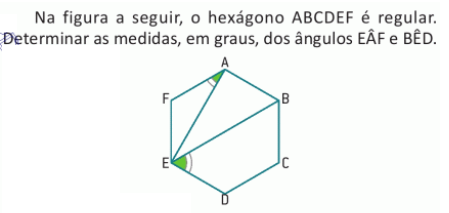 Na figura a seguir, o hexágono ABCDEF é regular.
Determinar as medidas, em graus, dos ângulos EÂF e BÊD.
A
F
B
E
C
D